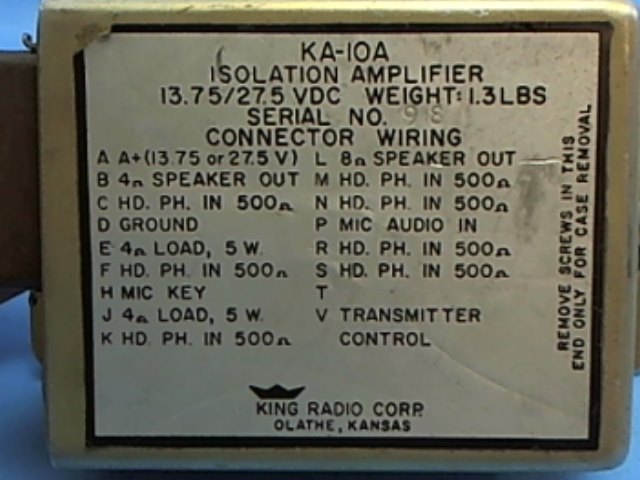 KA-10A
ISOLATION AMPLIFIER
13.75/27.5 VDC WEIGHT: 1.3 LBS
SERIAL NO. 98
CONNECTOR WIRING
A A+(13.75 or 27.5 V) L 8Ω SPEAKER OUT
B 4Ω SPEAKER OUT M HD. PH. IN 500Ω
C HD. PH. IN 500Ω N HD. PH. IN 500Ω
D GROUND P MIC AUDIO IN
E 4Ω LOAD, 5 W. R HD. PH. IN 500Ω
F HD. PH. IN 500Ω S HD. PH. IN 500Ω
H MIC KEY T
J 4Ω LOAD, 5 W. V TRANSMITTER
K HD. PH. IN 500Ω CONTROL
KING RADIO CORP.
OLATHE, KANSAS
REMOVE SCREWS IN THIS
END ONLY FOR CASE REMOVAL